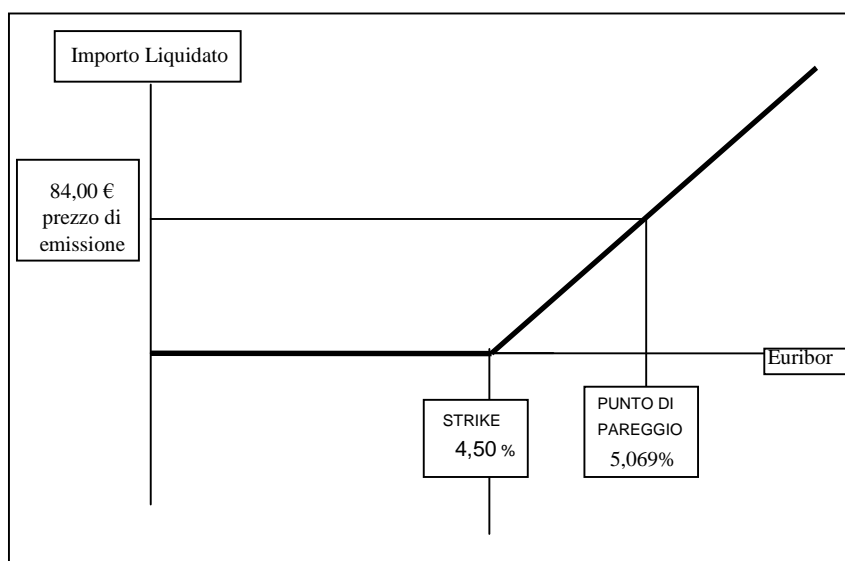 Importo Liquidato
84,00 €
prezzo di
emissione
Euribor
STRIKE
4,50 %
PUNTO DI
PAREGGIO
5,069%